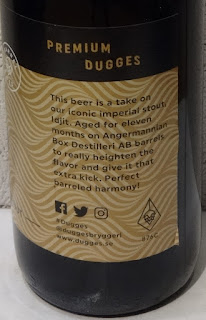 PREMIUM
DUGGES
This beer is a take on
our iconic imperial stout,
Idjit. Aged for eleven
months on Angermannian
Box Destilleri AB barrels
to really heighten the
flavor and give it that
extra kick. Perfect
barreled harmony!
#Dugges
@duggesbryggeri
www.dugges.se